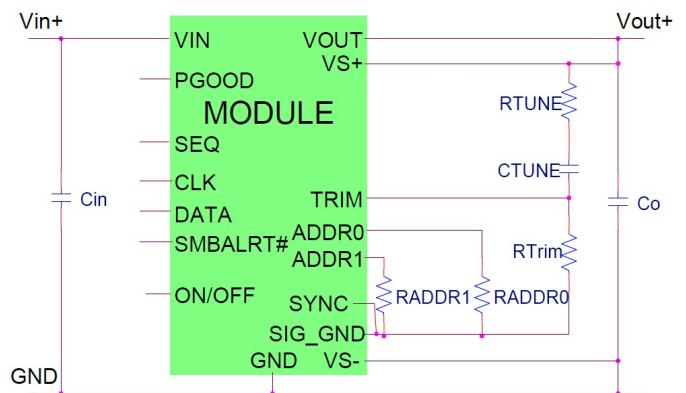 Vin+
Vout+
VIN
VOUT
VS+
PGOOD
RTUNE
MODULE
SEQ
CTUNE
CLK
TRIM
Cin
Co
DATA
ADDR0
SMBALRT#
ADDR1
RTrim
ON/OFF
SYNC
RADDR1
RADDR0
SIG_GND
GND
VS-
GND